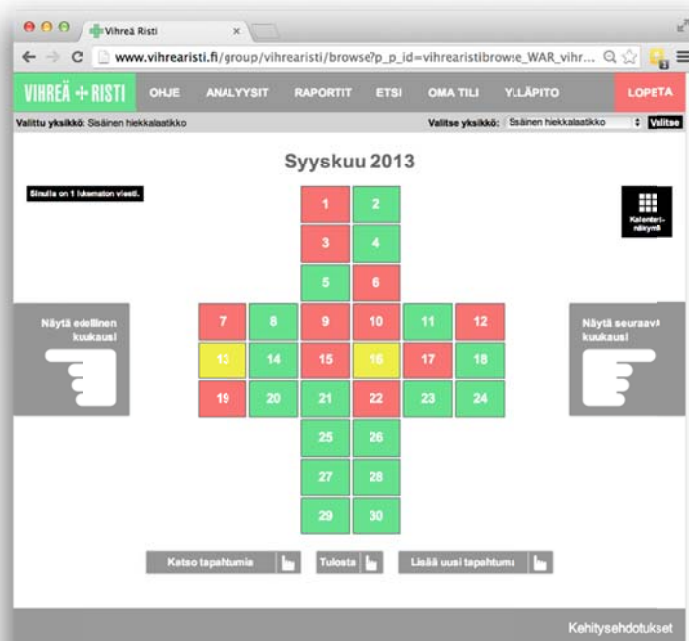 Vihreä Risti
www.vihrearisti.fi/group/vihrearisti/browse?p_p_id=vihrearistibrowse_WAR_vihr...
VIHREÄ + RISTI OHJE ANALYYSIT RAPORTIT ETSI OMA TILI YLLÄPITO LOPETA
Valittu yksikkö: Sisäinen hiekkalaatikko Valitse yksikkö: Sisäinen hiekkalaatikko Valitse
Syyskuu 2013
Sinulla on 1 lukematon viesti.
Kalenteri-
näkymä
1 2
3 4
5 6
Näytä edellinen
kuukausi
7 8 9 10 11 12
13 14 15 16 17 18
19 20 21 22 23 24
Näytä seuraava
kuukausi
25 26
27 28
29 30
Katso tapahtumia Tulosta Lisää uusi tapahtuma
Kehitysehdotukset